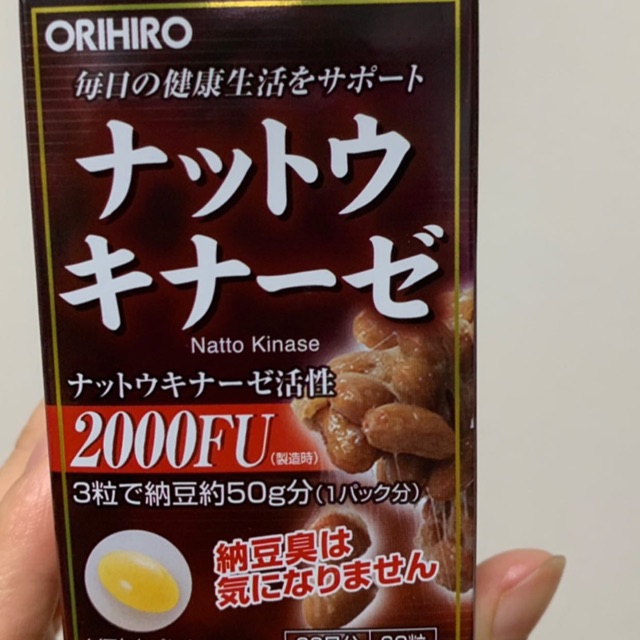 ORIHIRO
毎日の健康生活をサポート
ナットウ
キナーゼ
Natto Kinase
ナットウキナーゼ活性
2000FU(製造時)
3粒で納豆約50g分(1パック分)
納豆臭は
気になりません